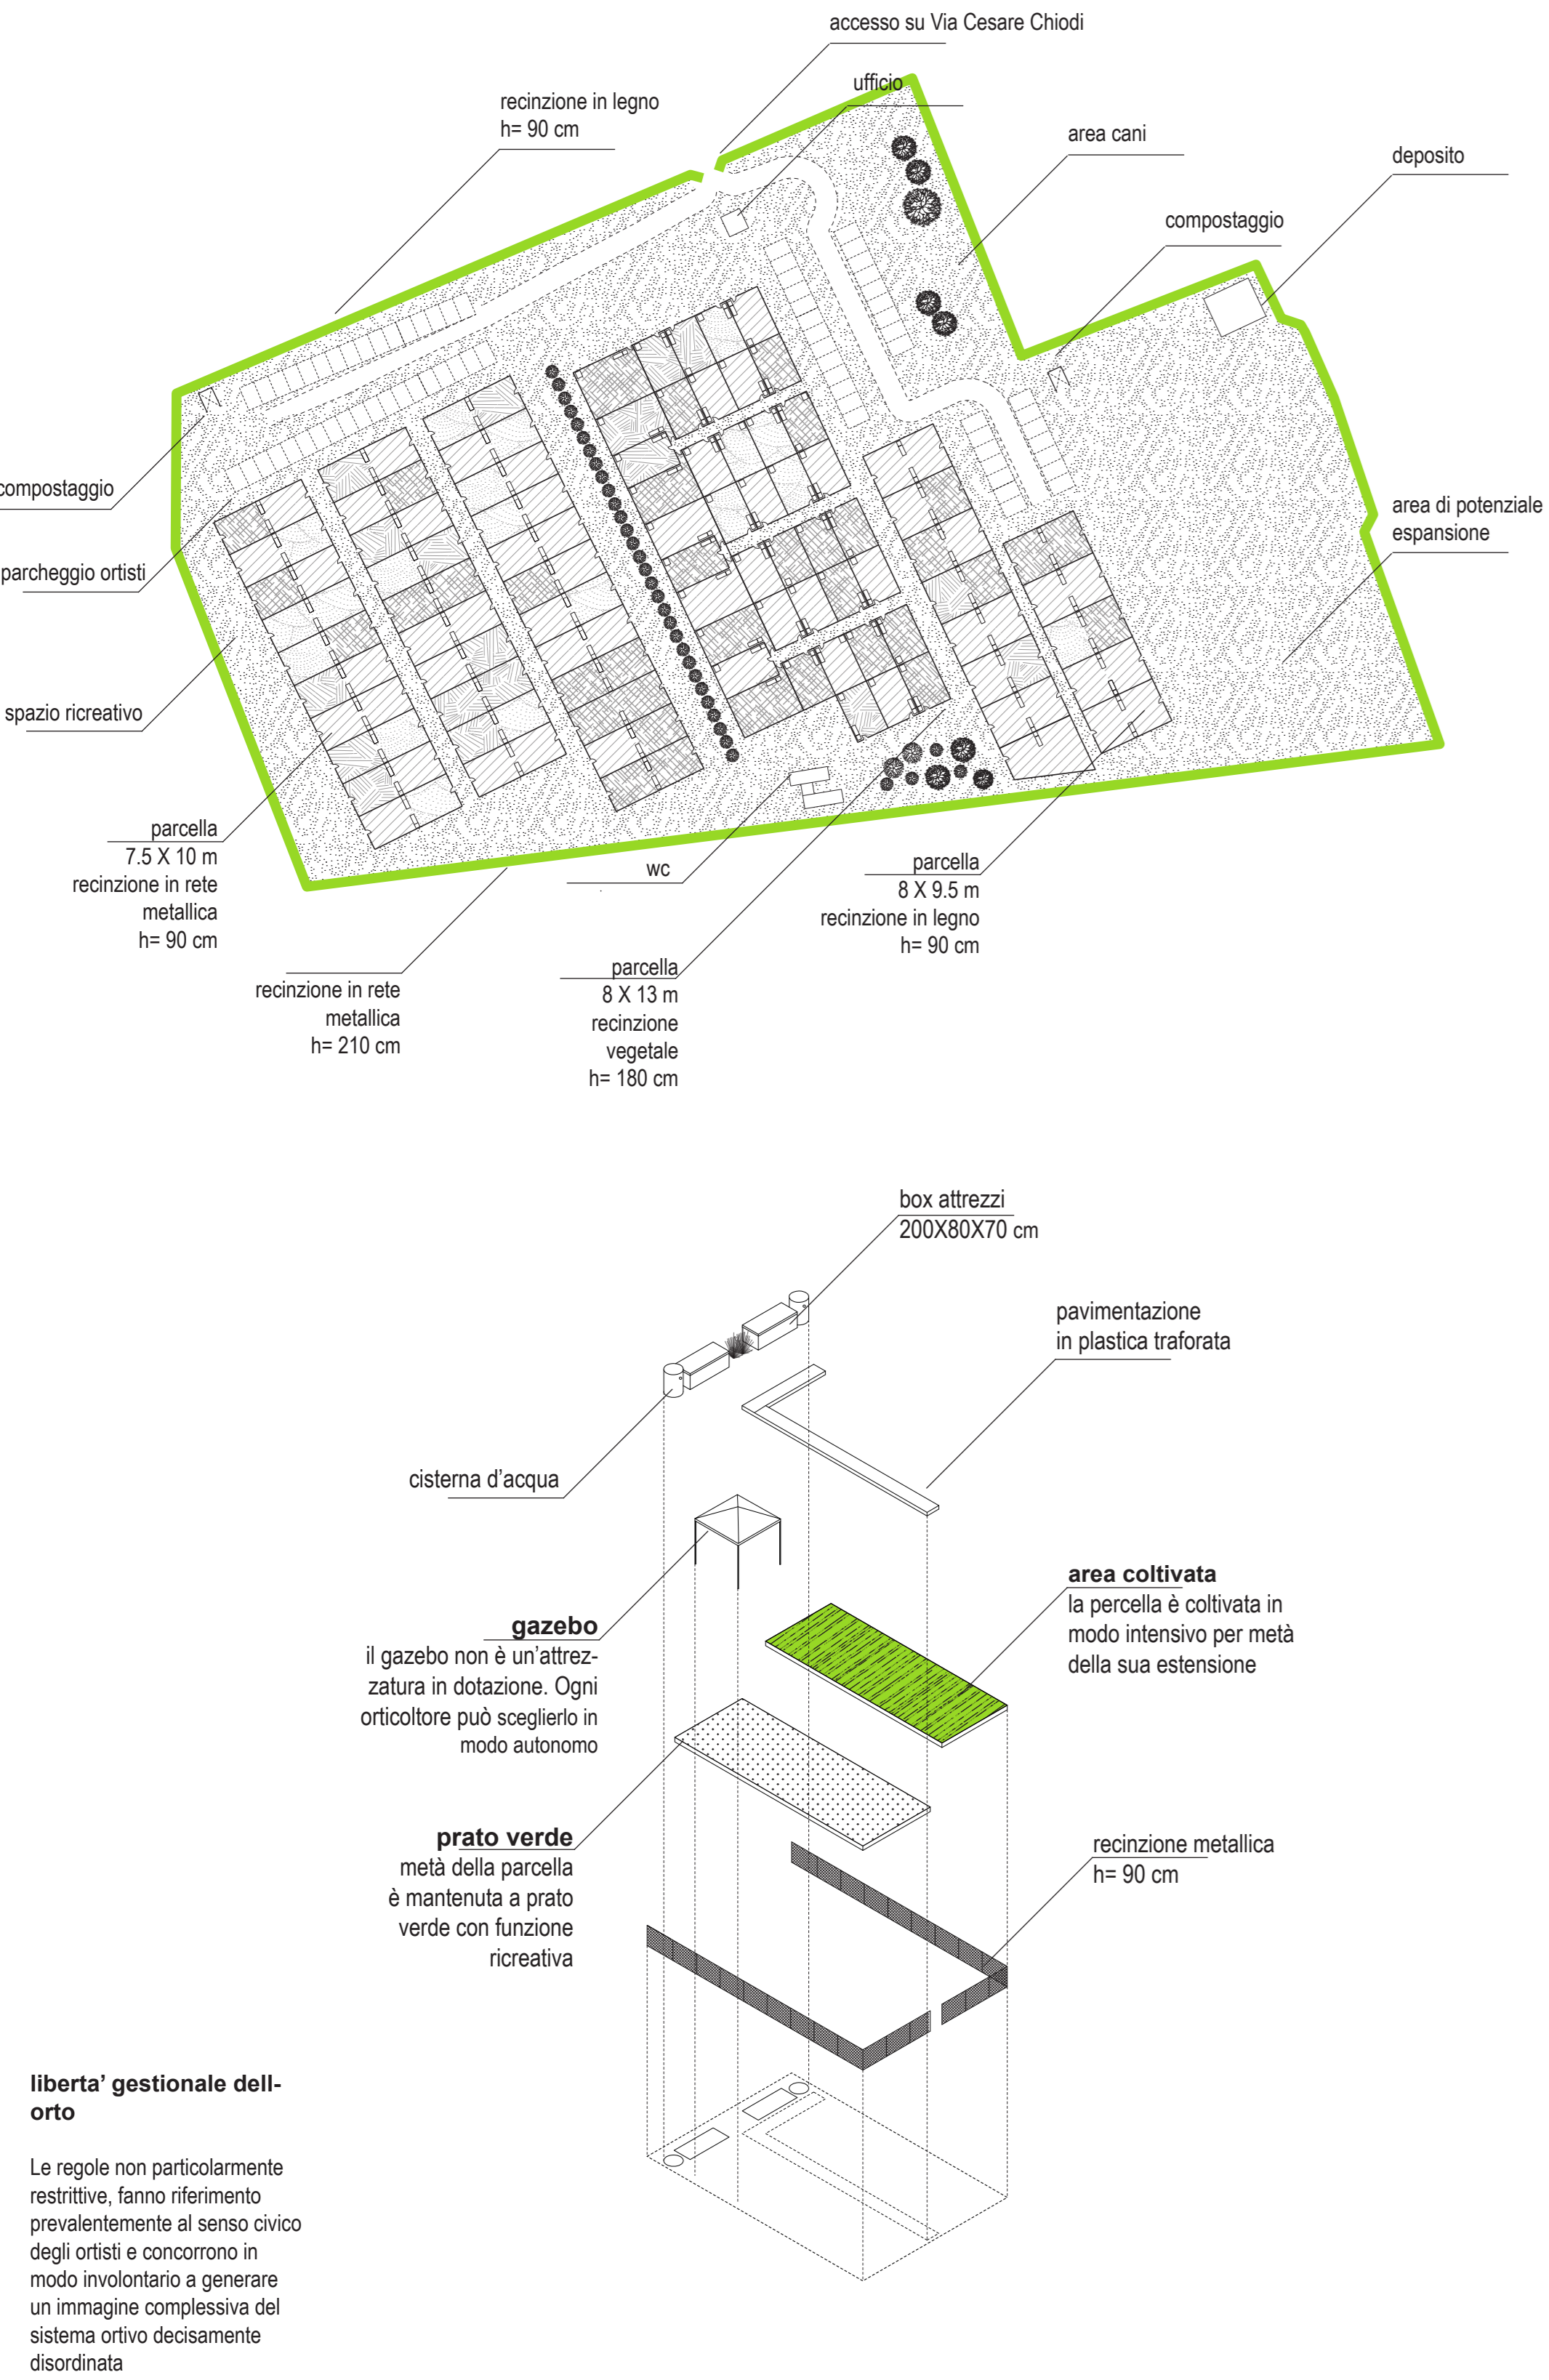 accesso su Via Cesare Chiodi
ufficio
recinzione in legno
h= 90 cm
area cani
deposito
compostaggio
compostaggio
area di potenziale
espansione
parcheggio ortisti
spazio ricreativo
parcella
7.5 X 10 m
recinzione in rete
metallica
h= 90 cm
wc
parcella
8 X 9.5 m
recinzione in legno
h= 90 cm
recinzione in rete
metallica
h= 210 cm
parcella
8 X 13 m
recinzione
vegetale
h= 180 cm
box attrezzi
200X80X70 cm
pavimentazione
in plastica traforata
cisterna d’acqua
area coltivata
la percella è coltivata in
modo intensivo per metà
della sua estensione
gazebo
il gazebo non è un’attrez-
zatura in dotazione. Ogni
orticoltore può sceglierlo in
modo autonomo
prato verde
metà della parcella
è mantenuta a prato
verde con funzione
ricreativa
recinzione metallica
h= 90 cm
liberta’ gestionale dell-
orto
Le regole non particolarmente
restrittive, fanno riferimento
prevalentemente al senso civico
degli ortisti e concorrono in
modo involontario a generare
un immagine complessiva del
sistema ortivo decisamente
disordinata